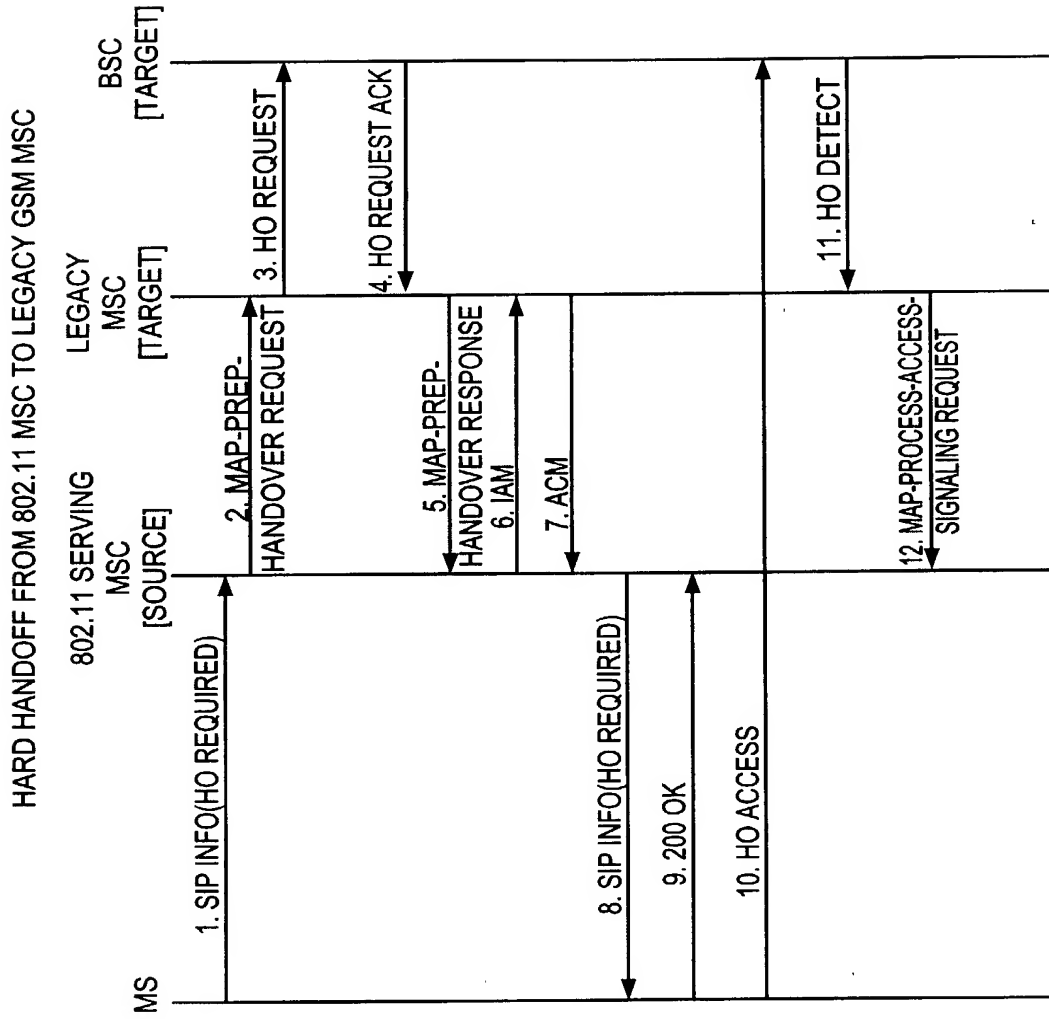 HARD HANDOFF FROM 802.11 MSC TO LEGACY GSM MSC
MS
802.11 SERVING
MSC
[SOURCE]
LEGACY
MSC
[TARGET]
BSC
[TARGET]
1. SIP INFO(HO REQUIRED)
2. MAP-PREP-
HANDOVER REQUEST
3. HO REQUEST
4. HO REQUEST ACK
5. MAP-PREP-
HANDOVER RESPONSE
6. IAM
7. ACM
8. SIP INFO(HO REQUIRED)
9. 200 OK
10. HO ACCESS
11. HO DETECT
12. MAP-PROCESS-ACCESS-
SIGNALING REQUEST